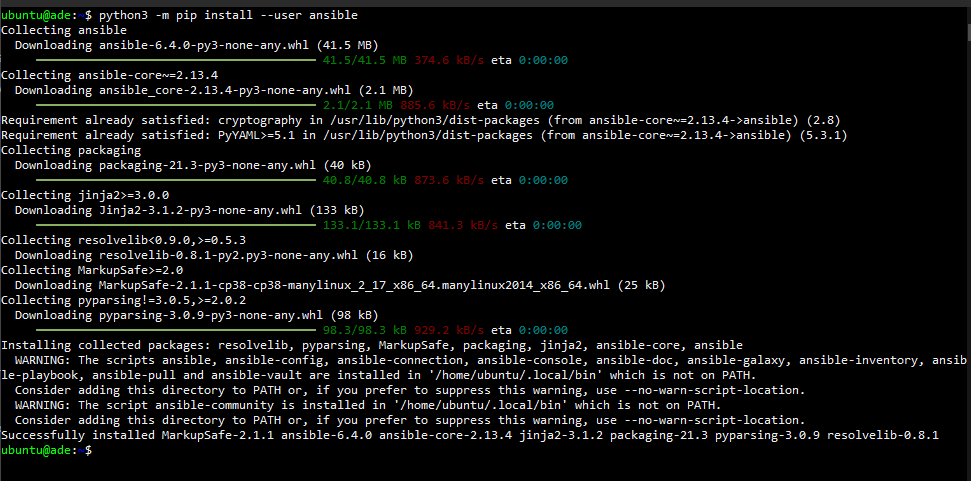 ubuntu@ade:~$ python3 -m pip install --user ansible
Collecting ansible
  Downloading ansible-6.4.0-py3-none-any.whl (41.5 MB)
     ━━━━━━━━━━━━━━━━━━━━━━━━━━━━━━━━━━━━━━━━ 41.5/41.5 MB 374.6 kB/s eta 0:00:00
Collecting ansible-core~=2.13.4
  Downloading ansible_core-2.13.4-py3-none-any.whl (2.1 MB)
     ━━━━━━━━━━━━━━━━━━━━━━━━━━━━━━━━━━━━━━━━ 2.1/2.1 MB 885.6 kB/s eta 0:00:00
Requirement already satisfied: cryptography in /usr/lib/python3/dist-packages (from ansible-core~=2.13.4->ansible) (2.8)
Requirement already satisfied: PyYAML>=5.1 in /usr/lib/python3/dist-packages (from ansible-core~=2.13.4->ansible) (5.3.1)
Collecting packaging
  Downloading packaging-21.3-py3-none-any.whl (40 kB)
     ━━━━━━━━━━━━━━━━━━━━━━━━━━━━━━━━━━━━━━━━ 40.8/40.8 kB 873.6 kB/s eta 0:00:00
Collecting jinja2>=3.0.0
  Downloading Jinja2-3.1.2-py3-none-any.whl (133 kB)
     ━━━━━━━━━━━━━━━━━━━━━━━━━━━━━━━━━━━━━━━━ 133.1/133.1 kB 841.3 kB/s eta 0:00:00
Collecting resolvelib<0.9.0,>=0.5.3
  Downloading resolvelib-0.8.1-py2.py3-none-any.whl (16 kB)
Collecting MarkupSafe>=2.0
  Downloading MarkupSafe-2.1.1-cp38-cp38-manylinux_2_17_x86_64.manylinux2014_x86_64.whl (25 kB)
Collecting pyparsing!=3.0.5,>=2.0.2
  Downloading pyparsing-3.0.9-py3-none-any.whl (98 kB)
     ━━━━━━━━━━━━━━━━━━━━━━━━━━━━━━━━━━━━━━━━ 98.3/98.3 kB 929.2 kB/s eta 0:00:00
Installing collected packages: resolvelib, pyparsing, MarkupSafe, packaging, jinja2, ansible-core, ansible
  WARNING: The scripts ansible, ansible-config, ansible-connection, ansible-console, ansible-doc, ansible-galaxy, ansible-inventory, ansib
le-playbook, ansible-pull and ansible-vault are installed in '/home/ubuntu/.local/bin' which is not on PATH.
  Consider adding this directory to PATH or, if you prefer to suppress this warning, use --no-warn-script-location.
  WARNING: The script ansible-community is installed in '/home/ubuntu/.local/bin' which is not on PATH.
  Consider adding this directory to PATH or, if you prefer to suppress this warning, use --no-warn-script-location.
Successfully installed MarkupSafe-2.1.1 ansible-6.4.0 ansible-core-2.13.4 jinja2-3.1.2 packaging-21.3 pyparsing-3.0.9 resolvelib-0.8.1
ubuntu@ade:~$